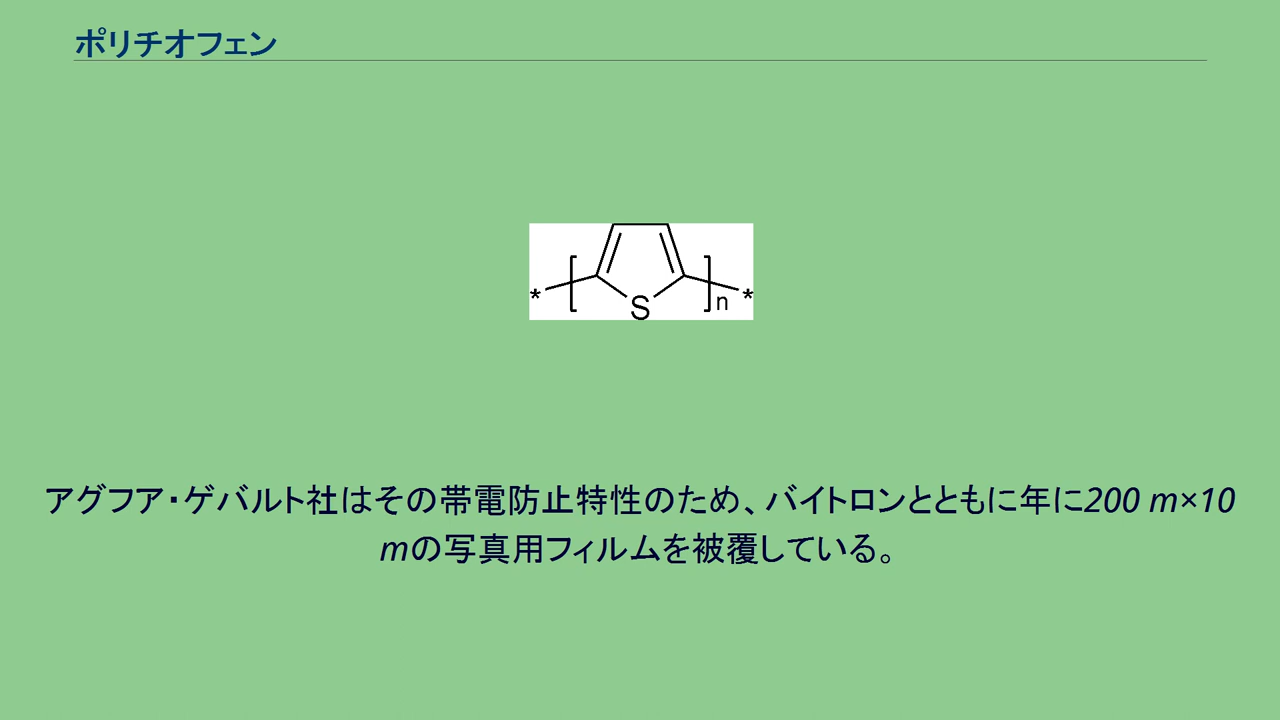 ポリチオフェン
* [ S ]n *
アグフア・ゲバルト社はその帯電防止特性のため、バイトロンとともに年に200 m×10
mの写真用フィルムを被覆している。